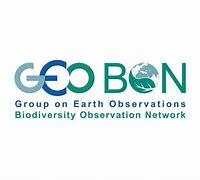 GEO BON
Group on Earth Observations
Biodiversity Observation Network